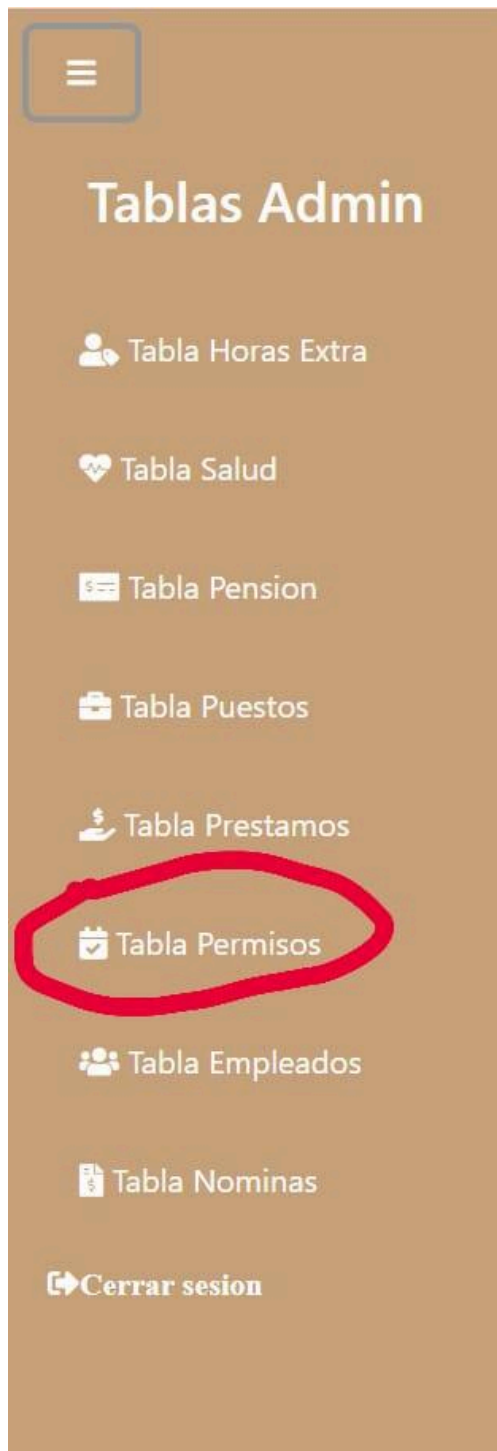 Tablas Admin
Tabla Horas Extra
Tabla Salud
Tabla Pension
Tabla Puestos
Tabla Prestamos
Tabla Permisos
Tabla Empleados
Tabla Nominas
Cerrar sesion